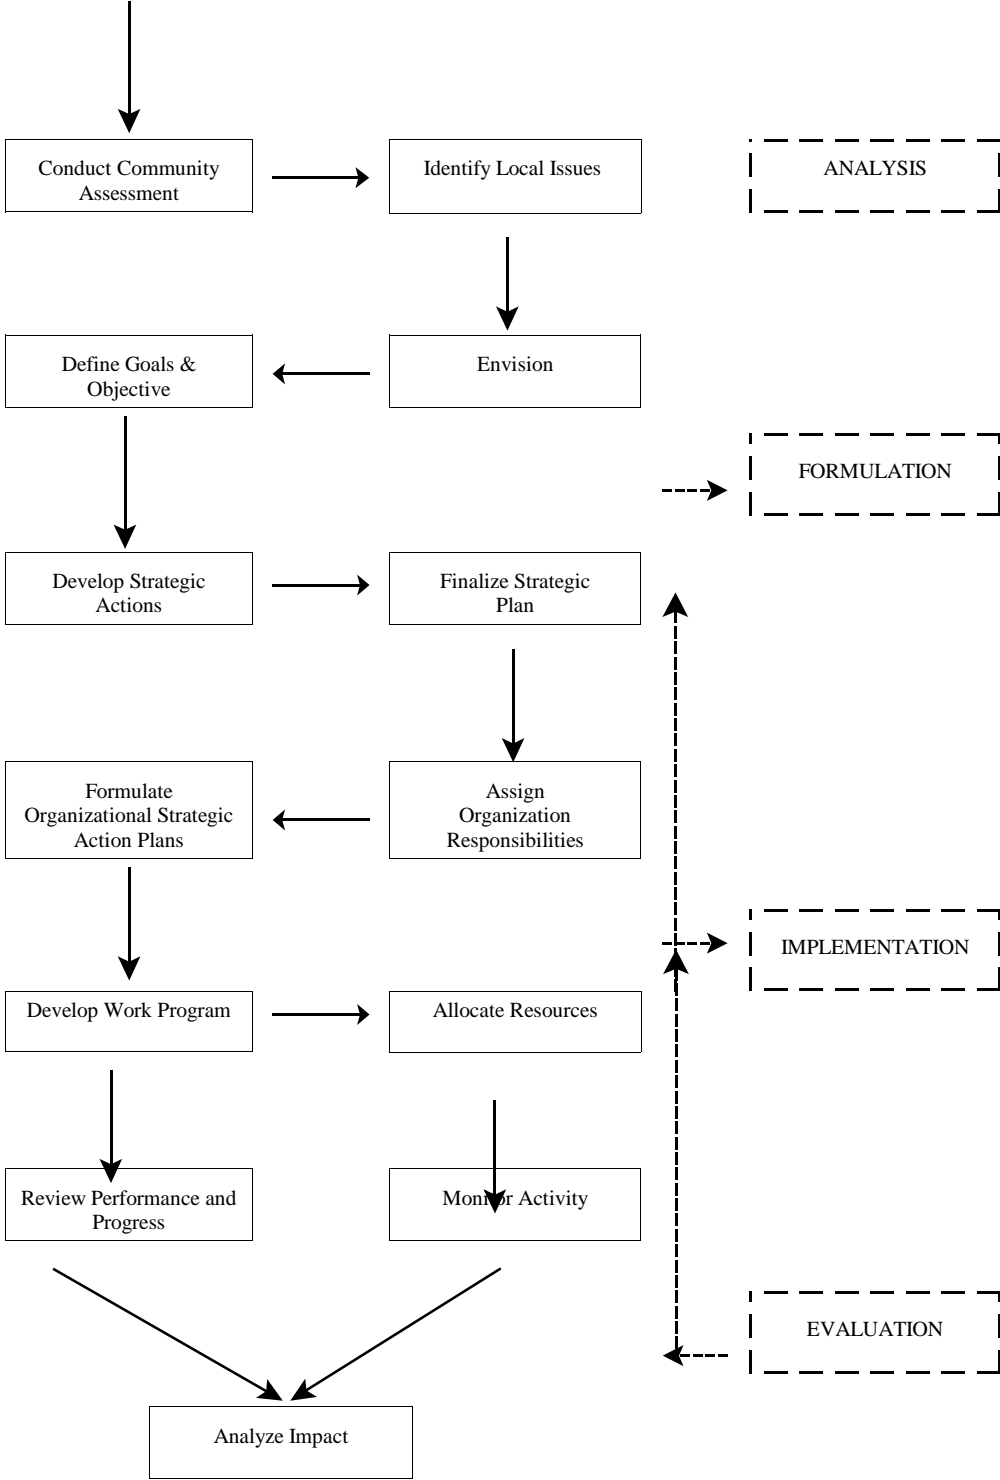 Conduct Community
Assessment
Identify Local Issues
ANALYSIS
Define Goals &
Objective
Envision
FORMULATION
Develop Strategic
Actions
Finalize Strategic
Plan
Formulate
Organizational Strategic
Action Plans
Assign
Organization
Responsibilities
IMPLEMENTATION
Develop Work Program
Allocate Resources
Review Performance and
Progress
Monitor Activity
EVALUATION
Analyze Impact